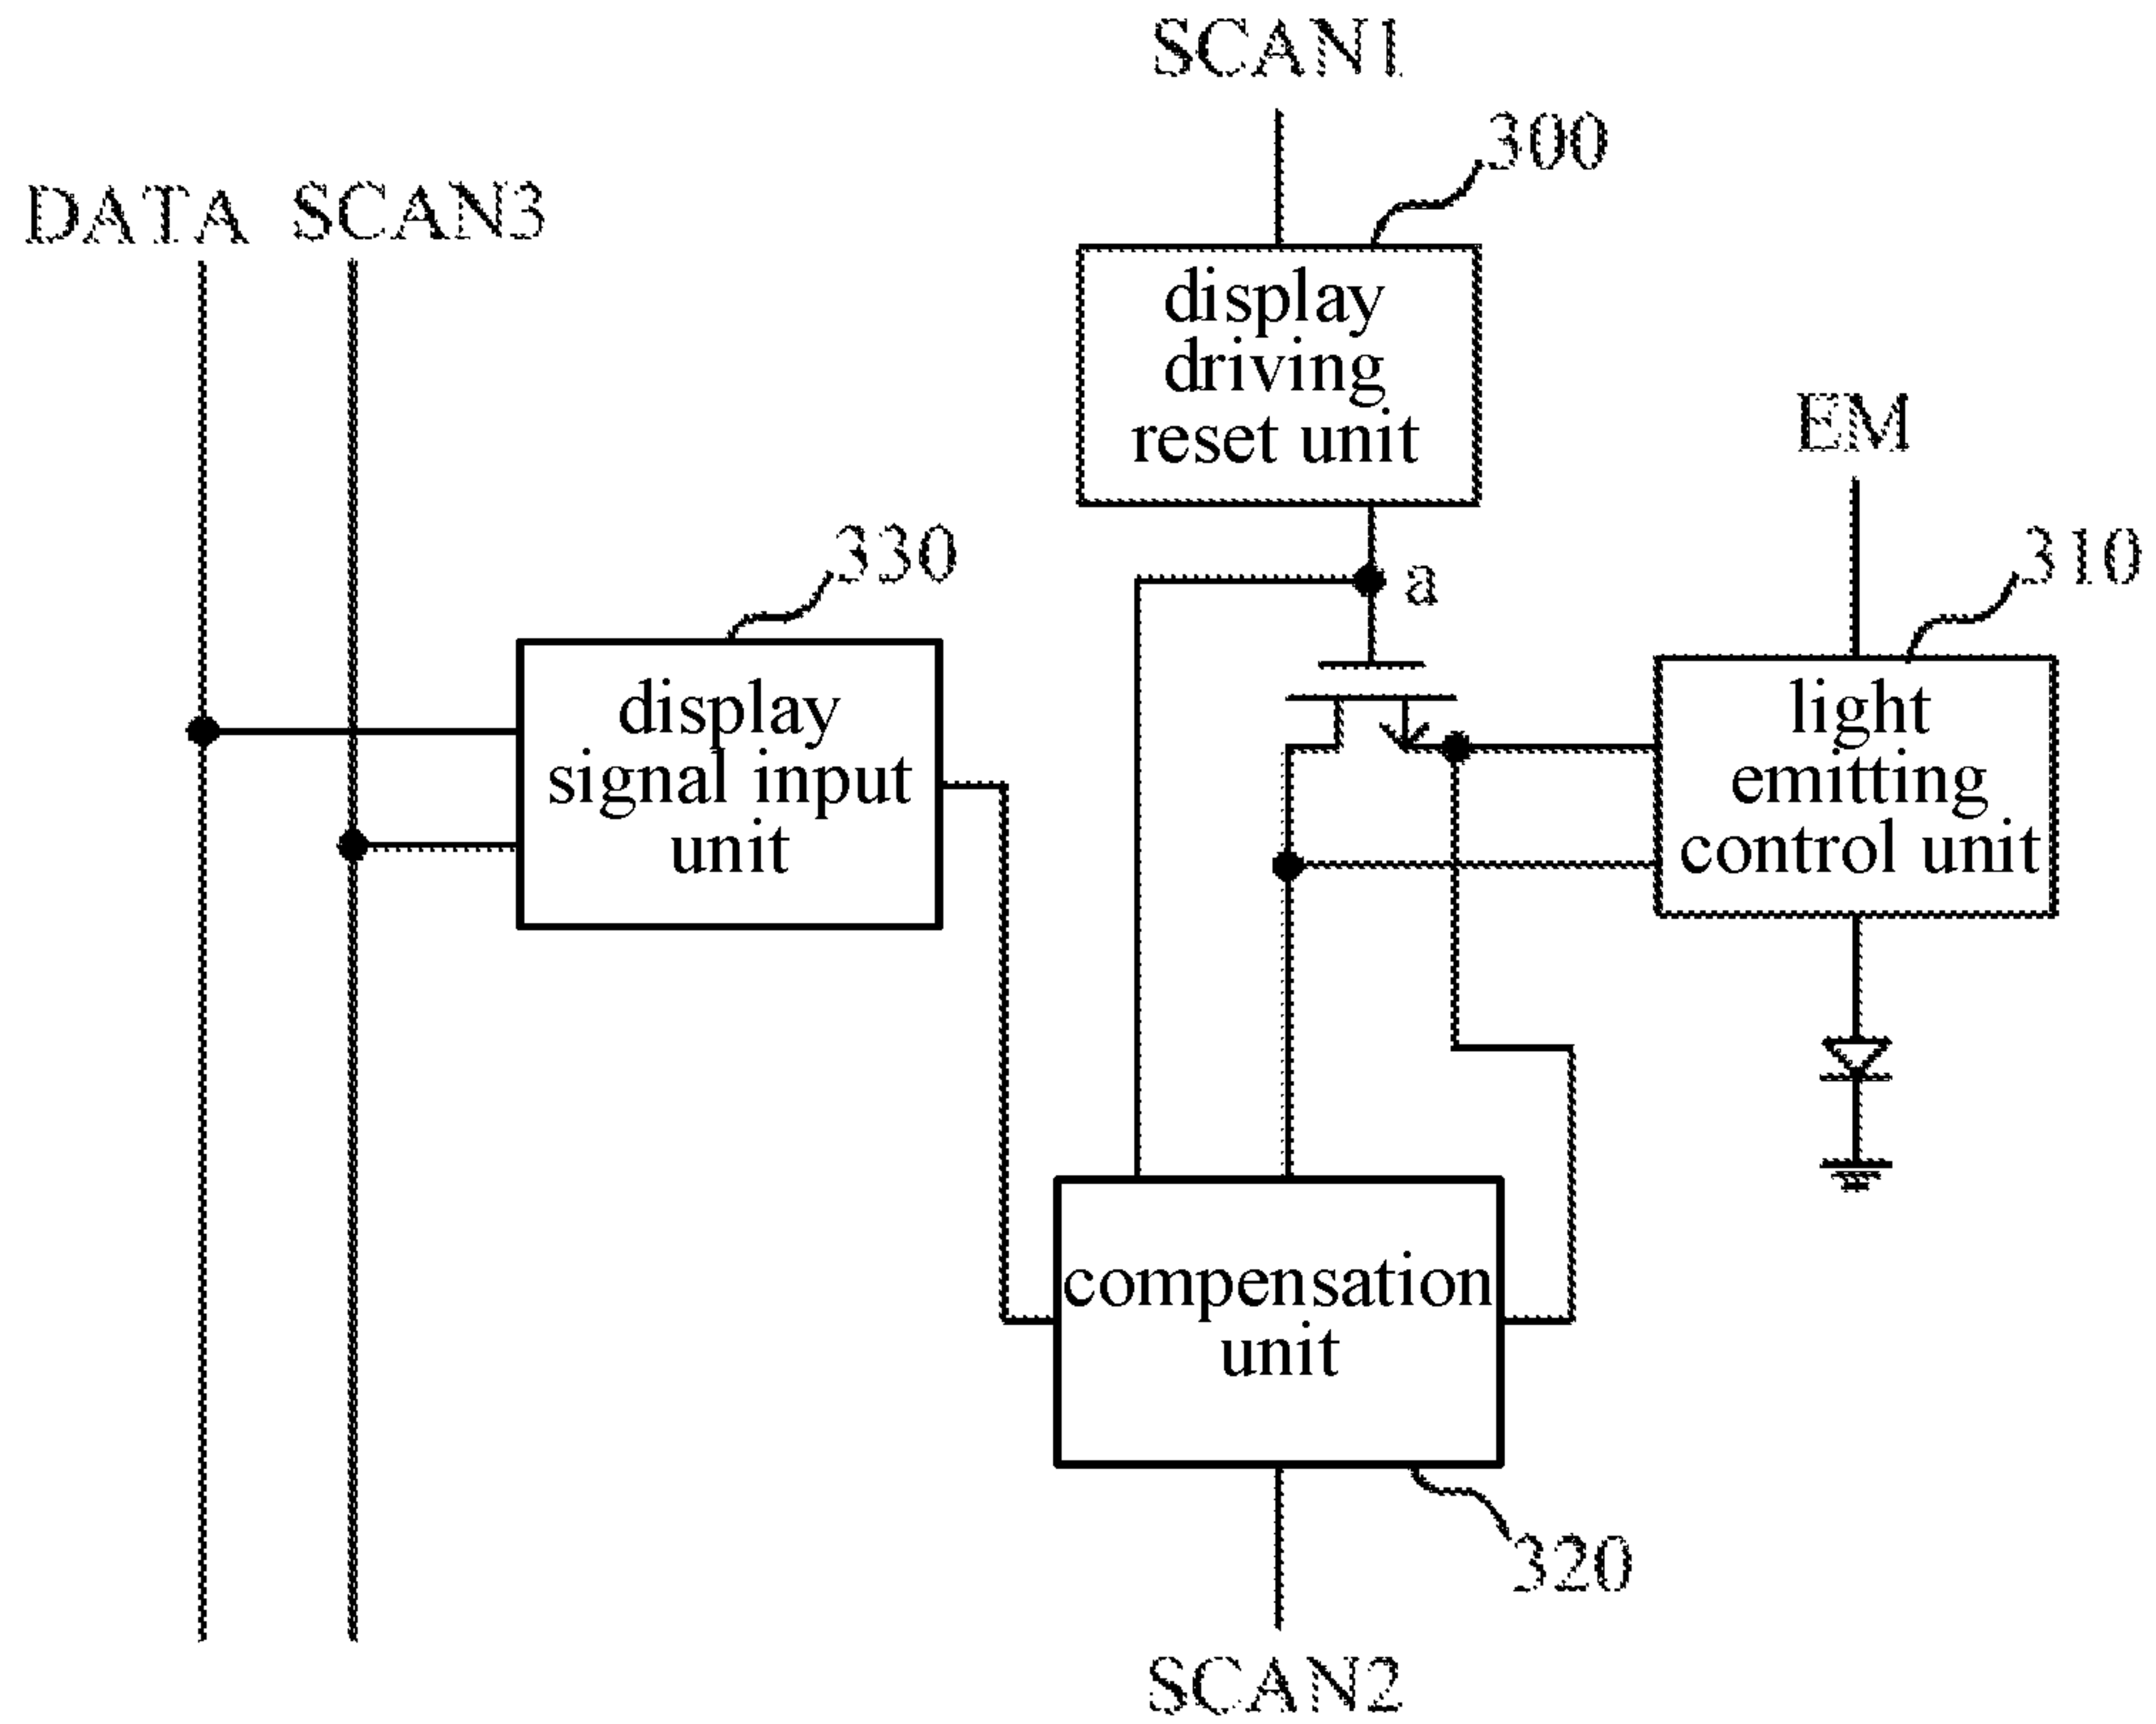 SCAN1
300
DATA
SCAN3
display
driving
reset unit
EM
330
310
a
display
signal input
unit
light
emitting
control unit
compensation
unit
320
SCAN2